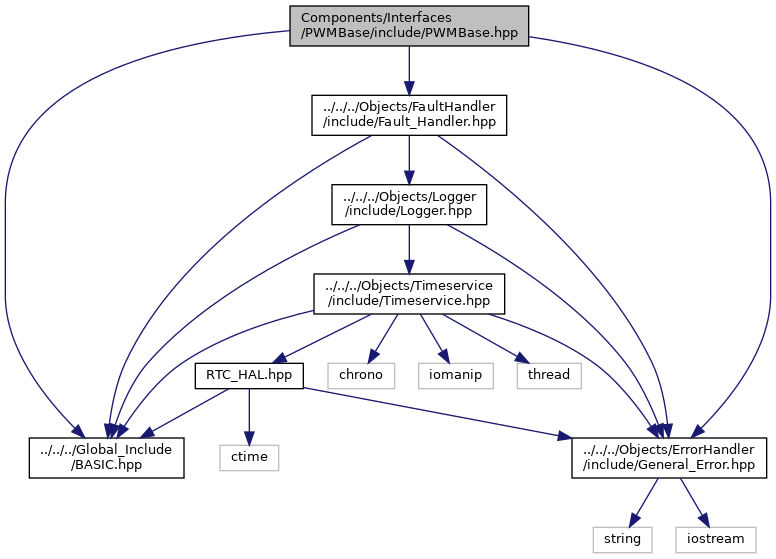 Components/Interfaces
/PWMBase/include/PWMBase.hpp
../../../Objects/FaultHandler
/include/Fault_Handler.hpp
../../../Objects/Logger
/include/Logger.hpp
../../../Objects/Timeservice
/include/Timeservice.hpp
RTC_HAL.hpp
chrono
iomanip
thread
../../../Global_Include
/BASIC.hpp
ctime
../../../Objects/ErrorHandler
/include/General_Error.hpp
string
iostream